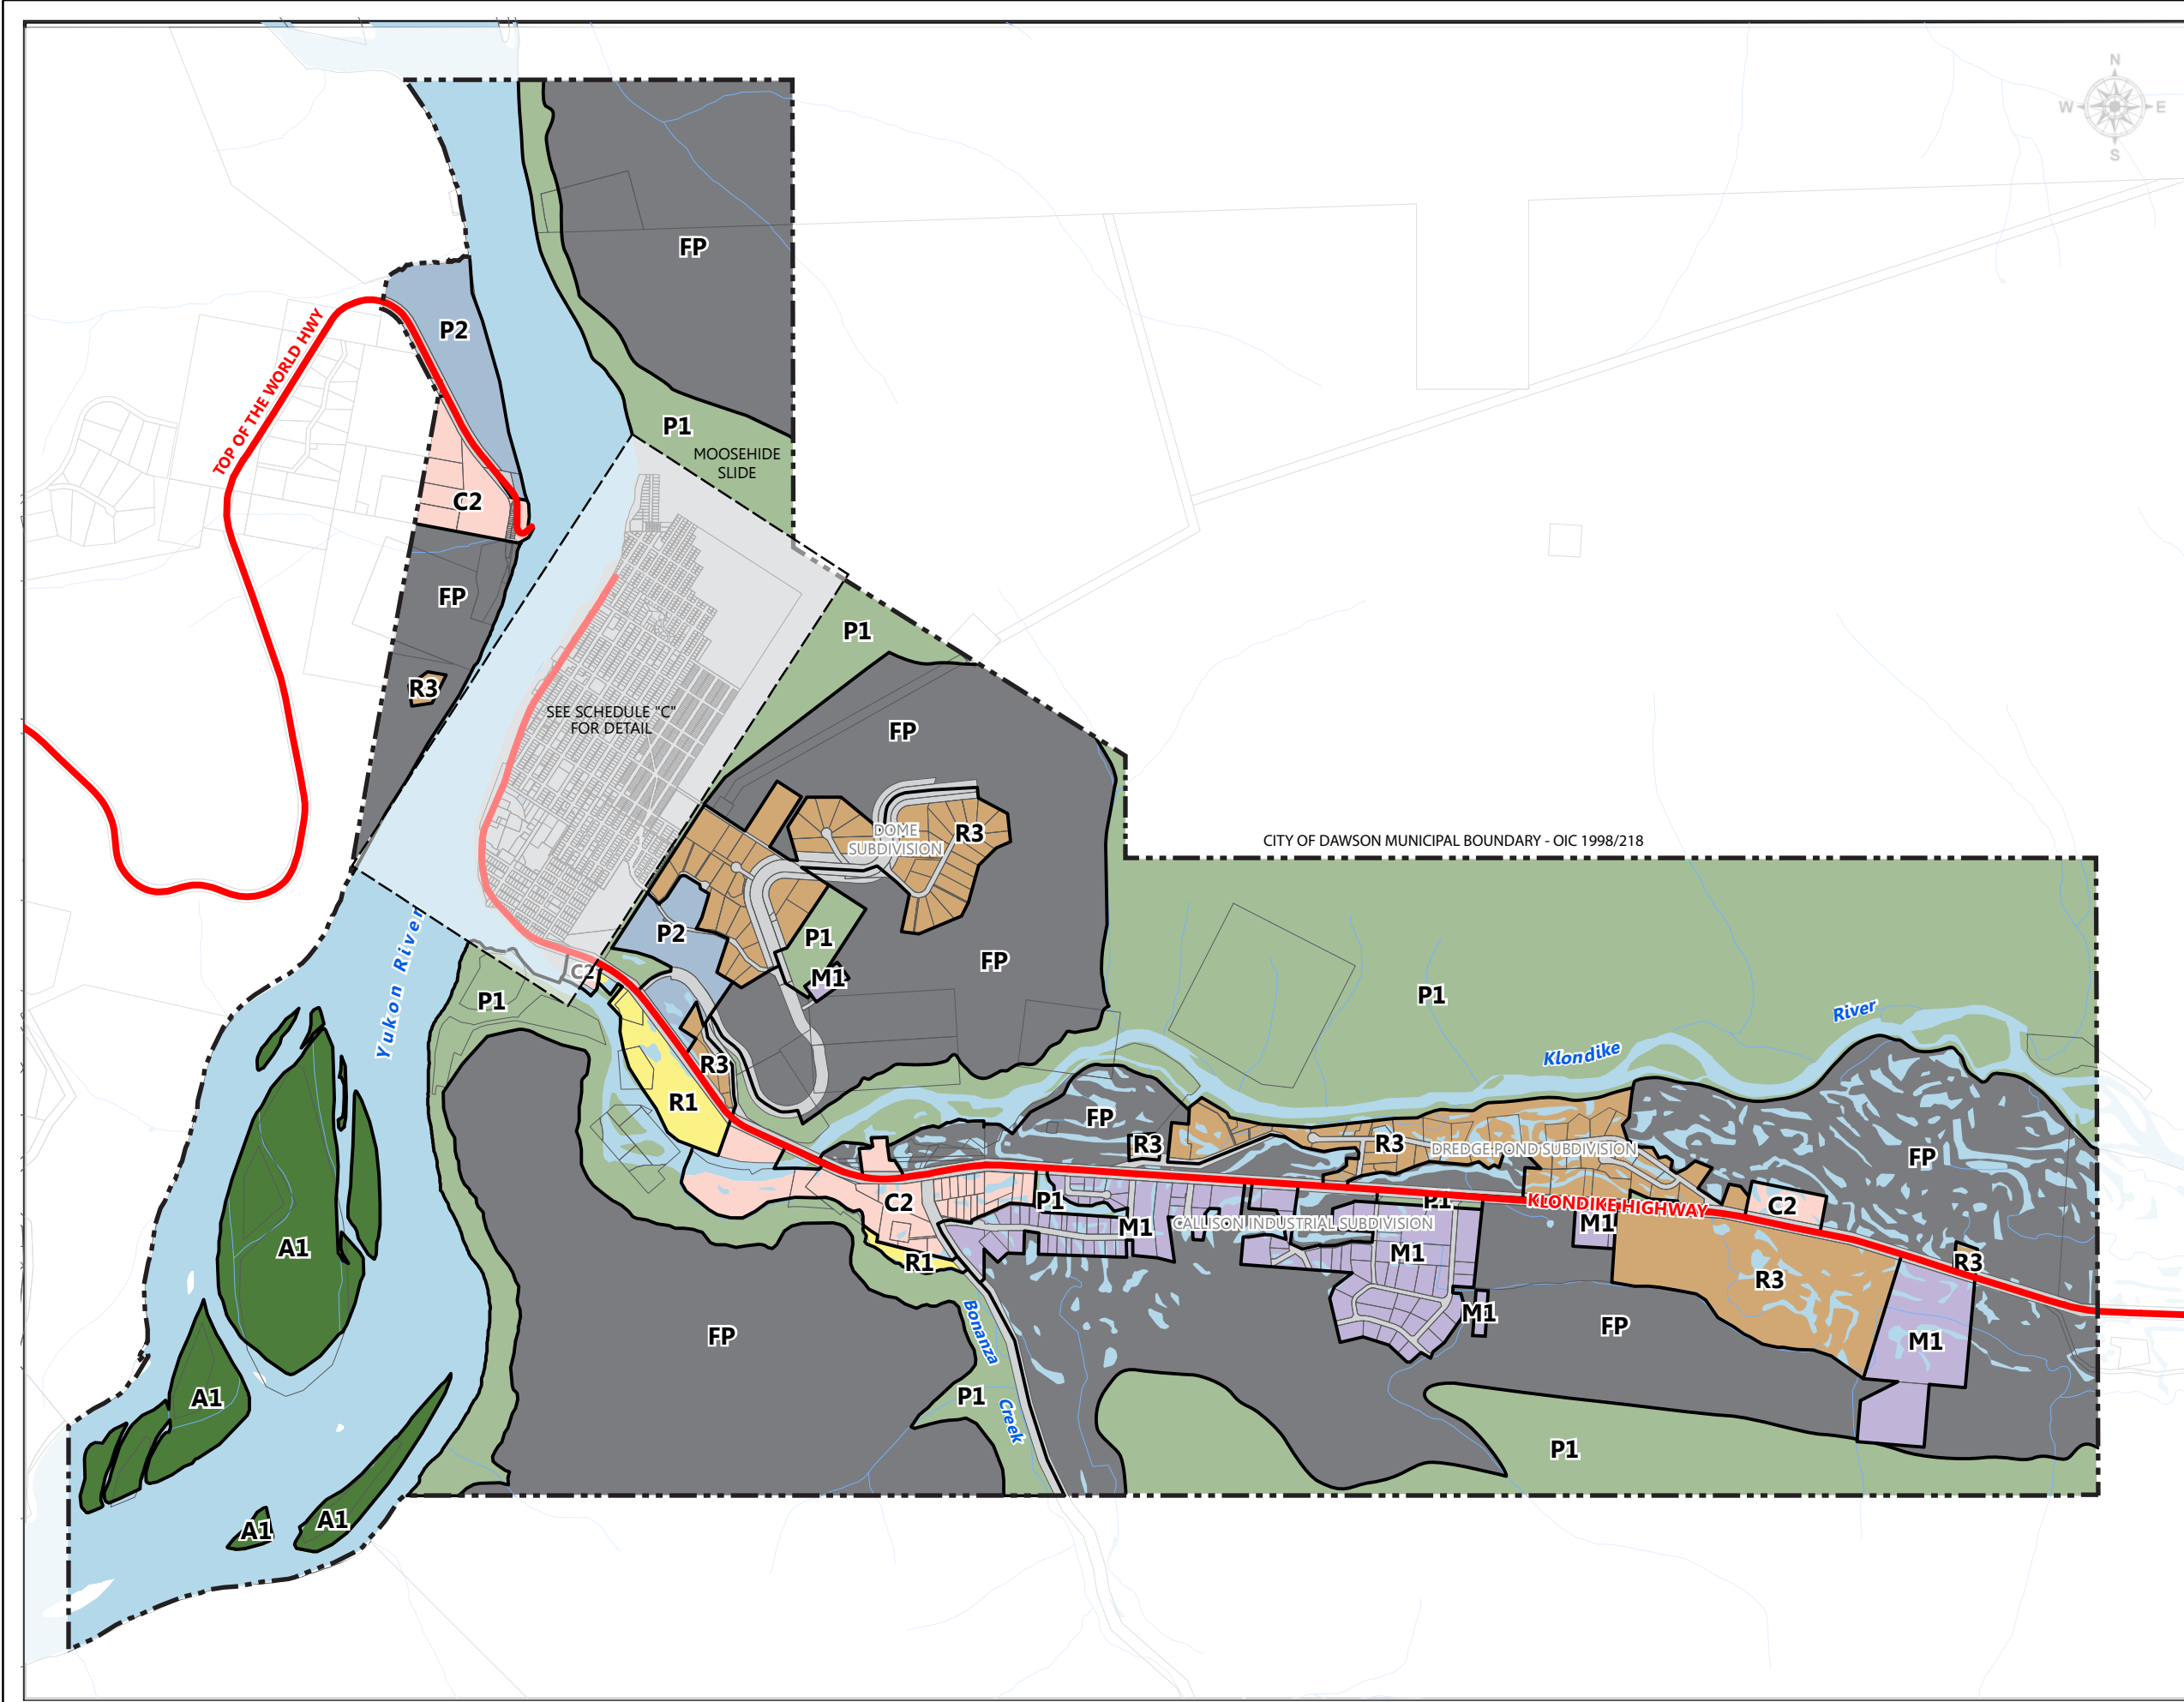 N
W E
S
FP
TOP OF THE WORLD HWY
P2
P1
MOOSEHIDE
SLIDE
C2
FP
P1
R3
SEE SCHEDULE "C"
FOR DETAIL
FP
DOME
SUBDIVISION
R3
CITY OF DAWSON MUNICIPAL BOUNDARY - OIC 1998/218
P2
P1
FP
C2
M1
P1
P1
Yukon River
Klondike
River
R3
R1
FP
R3
R3
DREDGE POND SUBDIVISION
FP
C2
P1
P1
KLONDIKE HIGHWAY
C2
M1
CALLISON INDUSTRIAL SUBDIVISION
M1
A1
R1
M1
R3
R3
M1
FP
Bonanza
Creek
FP
M1
A1
P1
P1
A1
A1